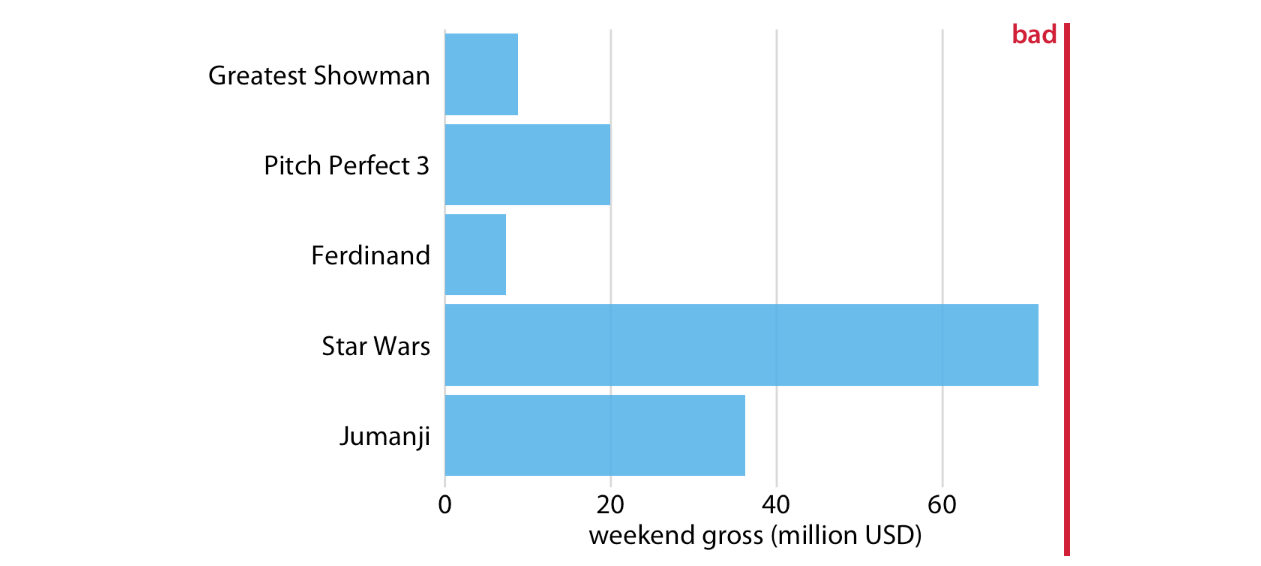 bad
Greatest Showman
Pitch Perfect 3
Ferdinand
Star Wars
Jumanji
0 20 40 60
weekend gross (million USD)